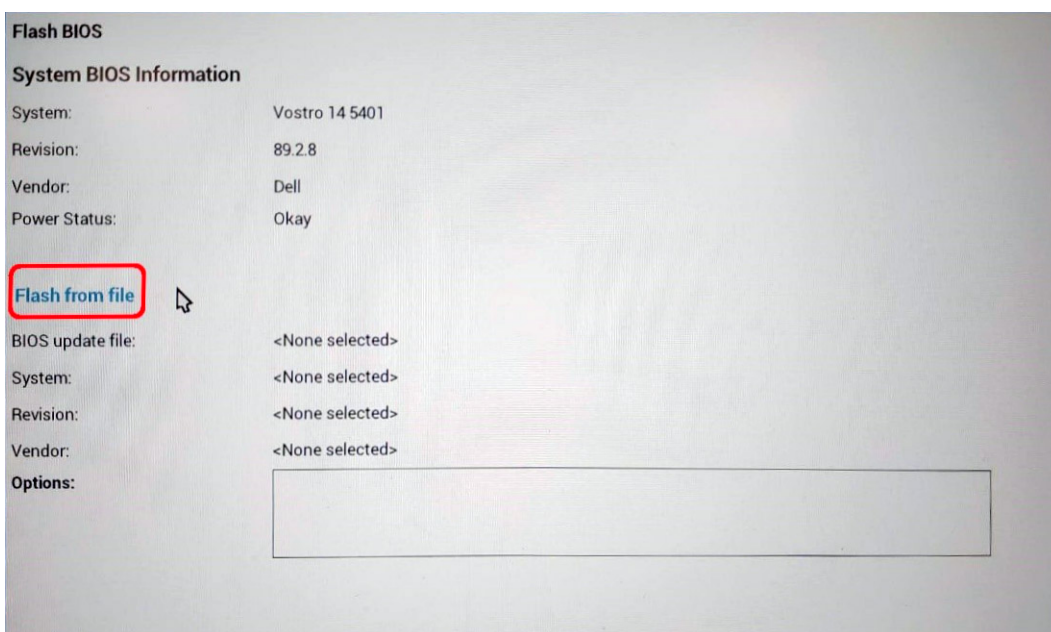 Flash BIOS
System BIOS Information
System: Vostro 14 5401
Revision: 89.2.8
Vendor: Dell
Power Status: Okay
Flash from file
BIOS update file: <None selected>
System: <None selected>
Revision: <None selected>
Vendor: <None selected>
Options: